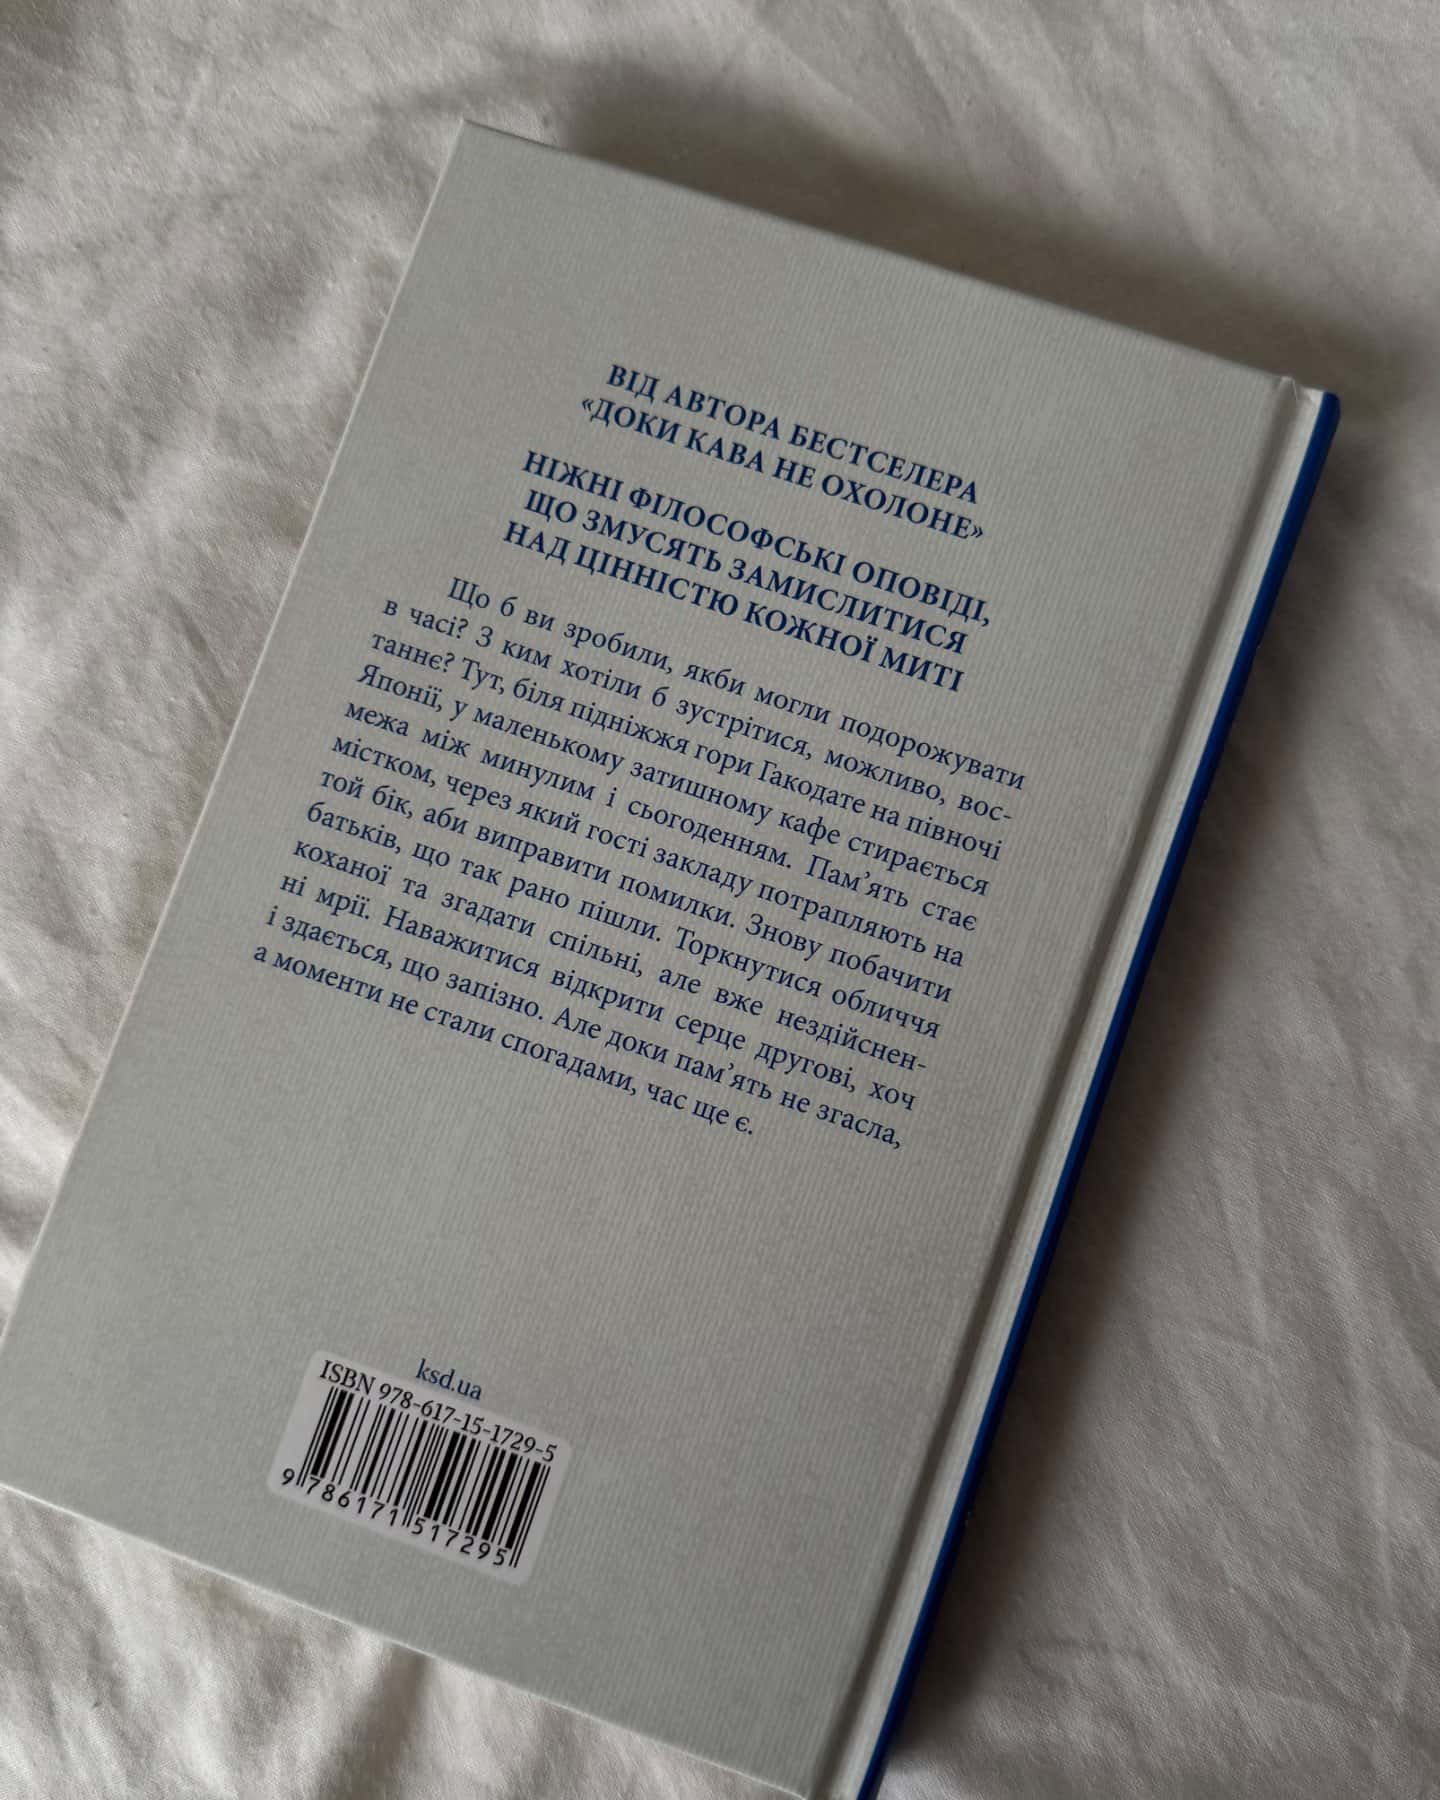 ВІД АВТОРА БЕСТСЕЛЕРА
«ДОКИ КАВА НЕ ОХОЛОНЕ»
НІЖНІ ФІЛОСОФСЬКІ ОПОВІДІ,
ЩО ЗМУСЯТЬ ЗАМИСЛИТИСЯ
НАД ЦІННІСТЮ КОЖНОЇ МИТІ
Що б ви зробили, якби могли подорожувати
в часі? З ким хотіли б зустрітися, можливо, вос-
таннє? Тут, біля підніжжя гори Гакодате на півночі
Японії, у маленькому затишному кафе стирається
межа між минулим і сьогоденням. Пам’ять стає
містком, через який гості закладу потрапляють на
той бік, аби виправити помилки. Знову побачити
батьків, що так рано пішли. Торкнутися обличчя
коханої та згадати спільні, але вже нездійснен-
ні мрії. Наважитися відкрити серце другові, хоч
і здається, що запізно. Але доки пам’ять не згасла,
а моменти не стали спогадами, час ще є.
ksd.ua
ISBN 978-617-15-1729-5
9 786171 517295